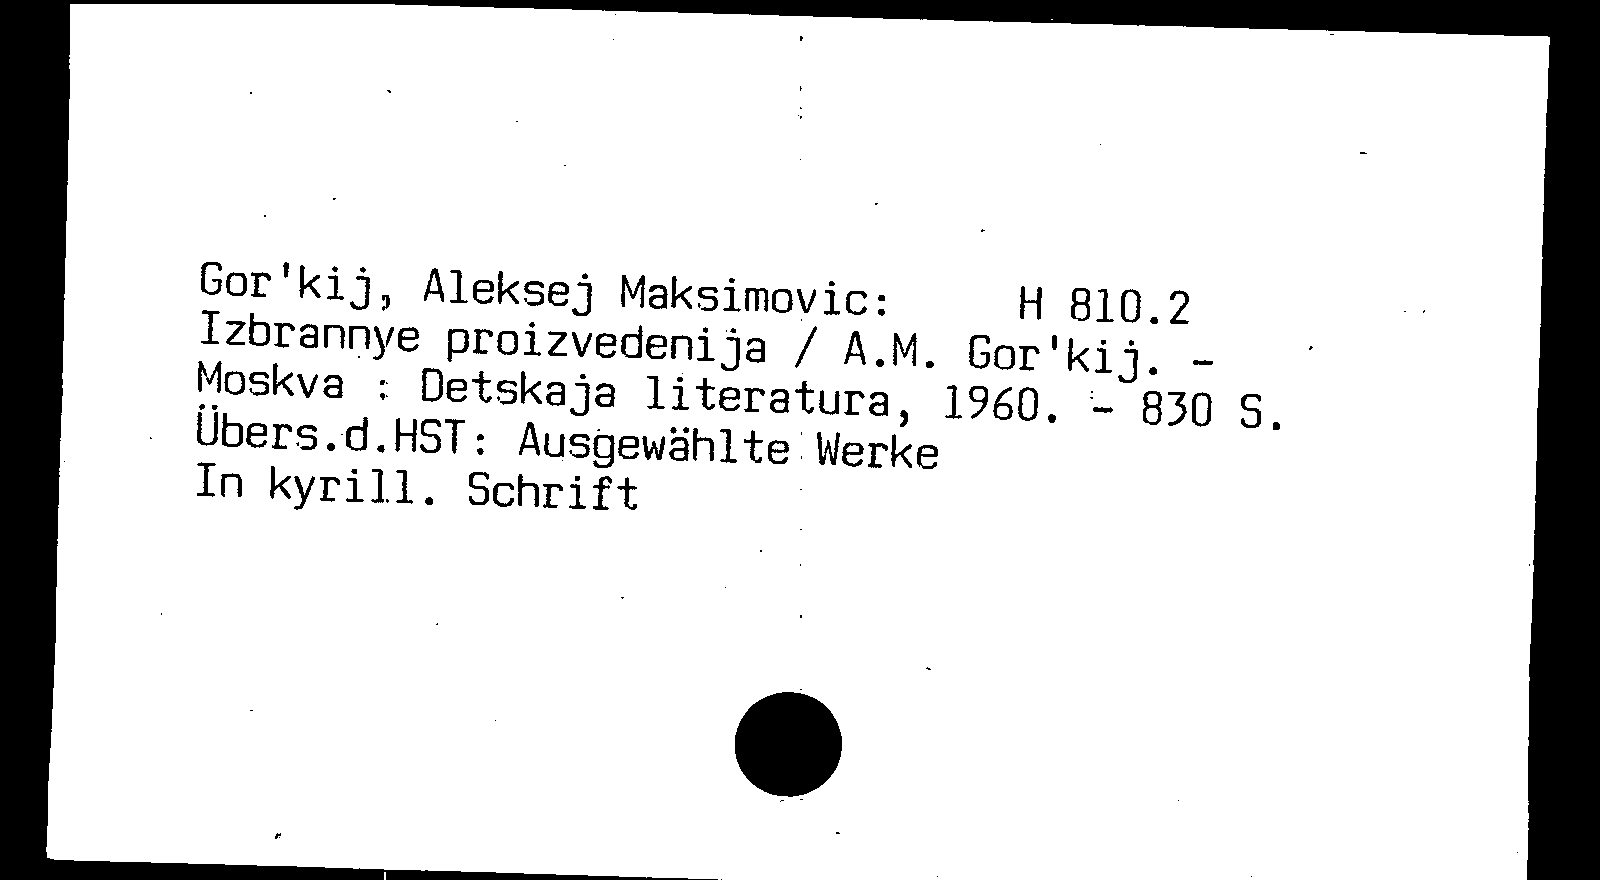 Gor'kij, Aleksej Maksimovic: H 810.2
Izbrannye proizvedenija / A.M. Gor'kij. -
Moskva : Detskaja literatura, 1960. - 830 S.
Übers.d.HST: Ausgewählte Werke
In kyrill. Schrift